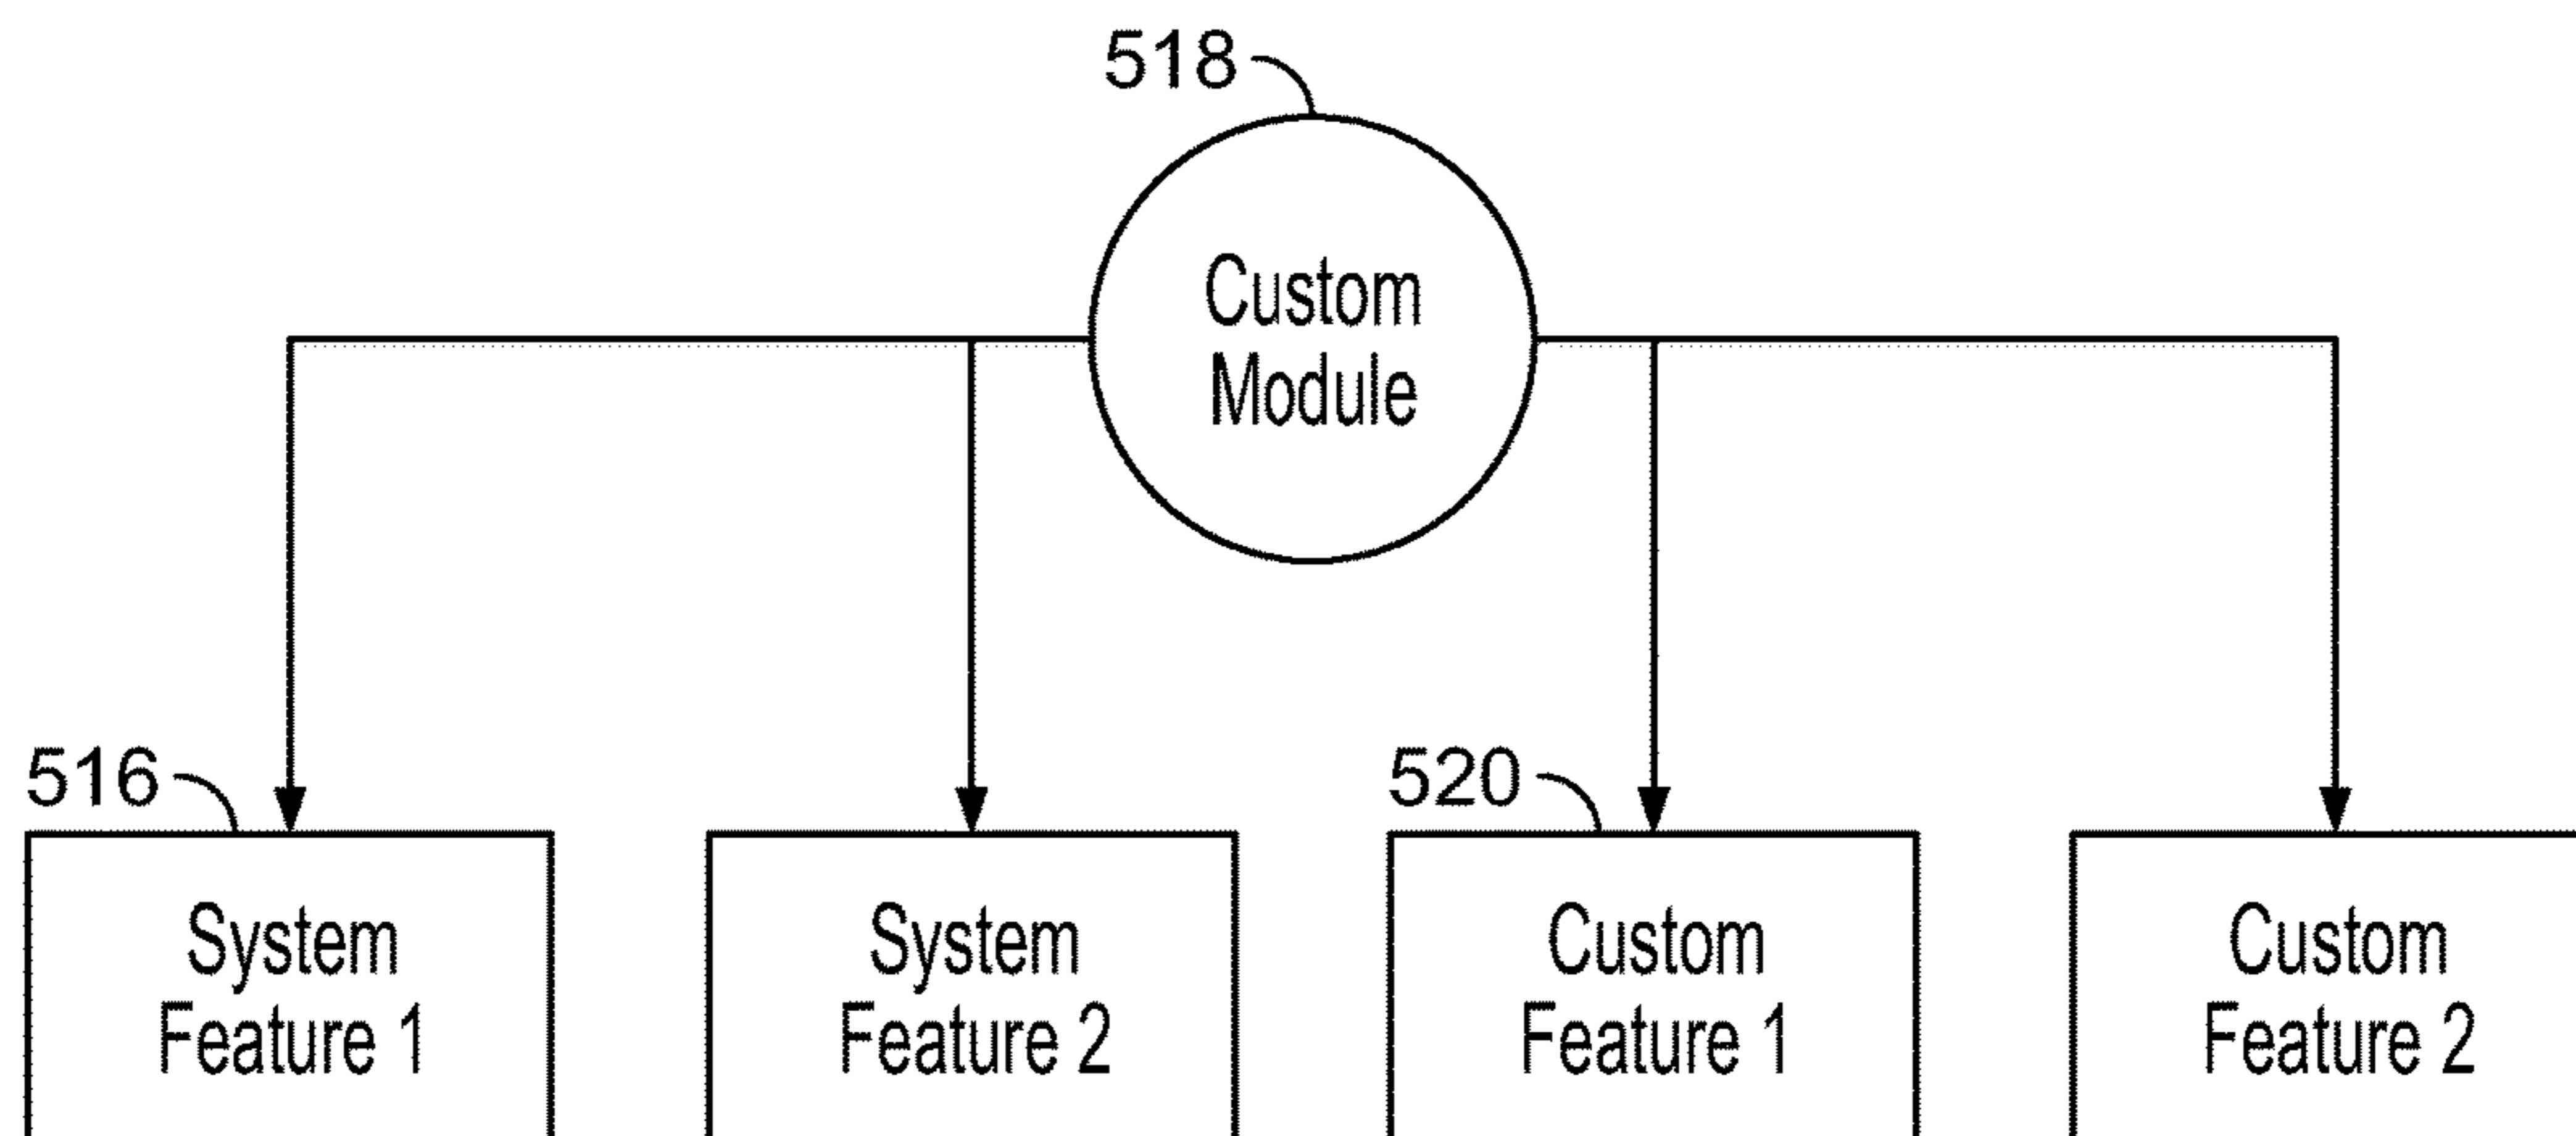 518
Custom
Module
516
System
Feature 1
System
Feature 2
520
Custom
Feature 1
Custom
Feature 2